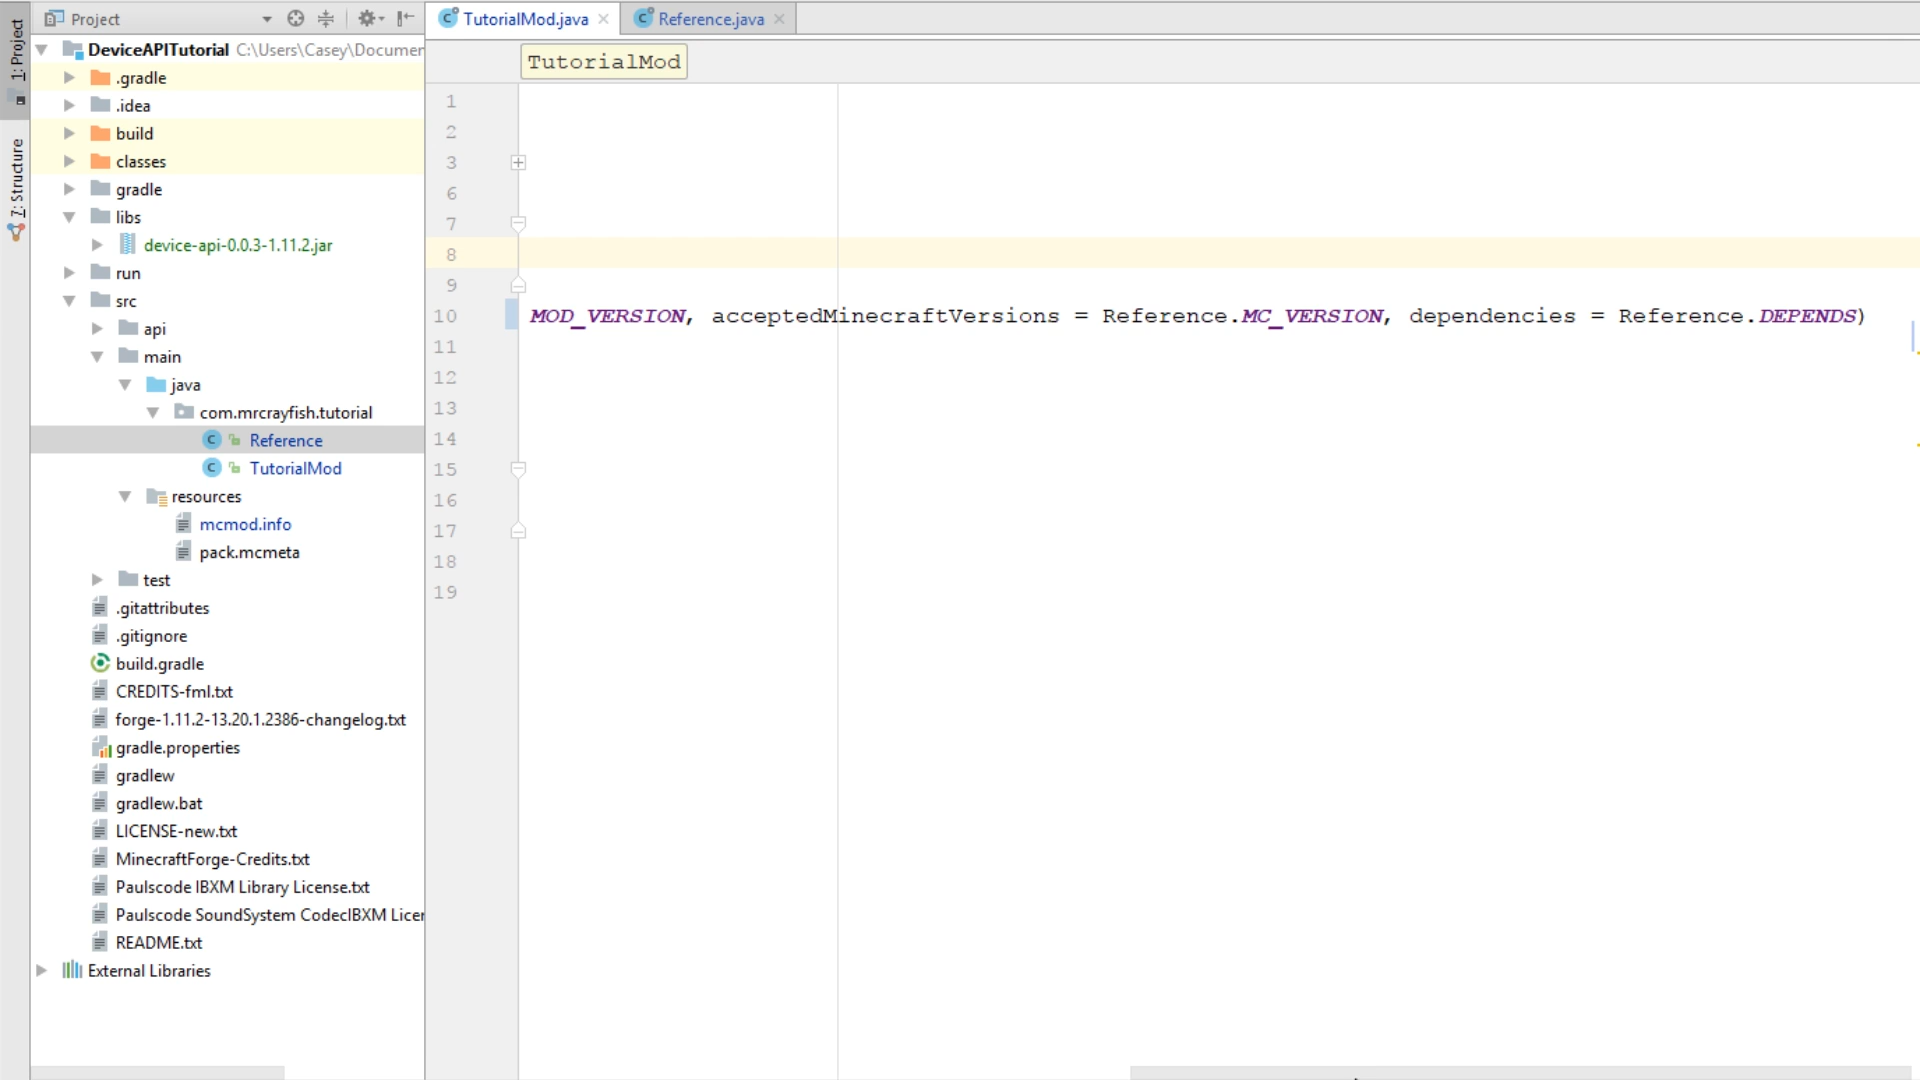 1: Project
7: Structure
Project
DeviceAPITutorial C:\Users\Casey\Documen
.gradle
.idea
build
classes
gradle
libs
device-api-0.0.3-1.11.2.jar
run
src
api
main
java
com.mrcrayfish.tutorial
Reference
TutorialMod
resources
mcmod.info
pack.mcmeta
test
.gitattributes
.gitignore
build.gradle
CREDITS-fml.txt
forge-1.11.2-13.20.1.2386-changelog.txt
gradle.properties
gradlew
gradlew.bat
LICENSE-new.txt
MinecraftForge-Credits.txt
Paulscode IBXM Library License.txt
Paulscode SoundSystem CodecIBXM Licer
README.txt
External Libraries
TutorialMod.java
Reference.java
TutorialMod
1
2
3
6
7
8
9
10 MOD_VERSION, acceptedMinecraftVersions = Reference.MC_VERSION, dependencies = Reference.DEPENDS)
11
12
13
14
15
16
17
18
19